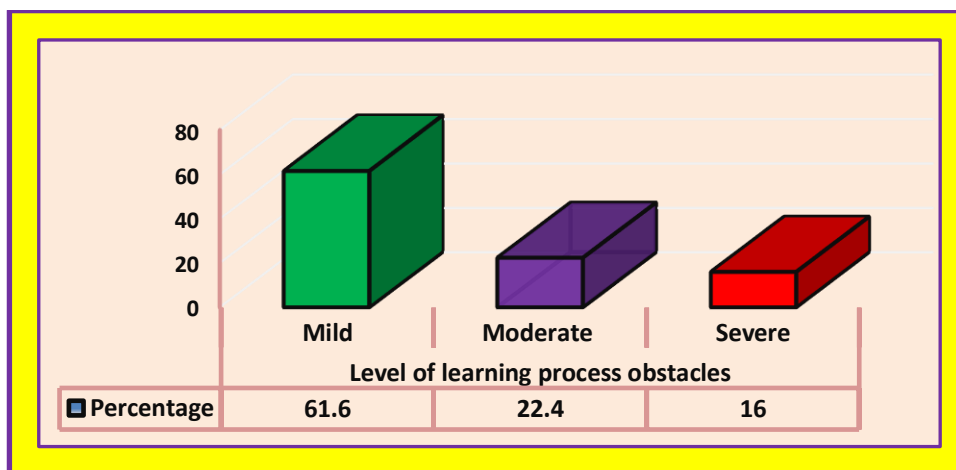 80
60
40
20
0
Mild Moderate Severe
Level of learning process obstacles
Percentage 61.6 22.4 16